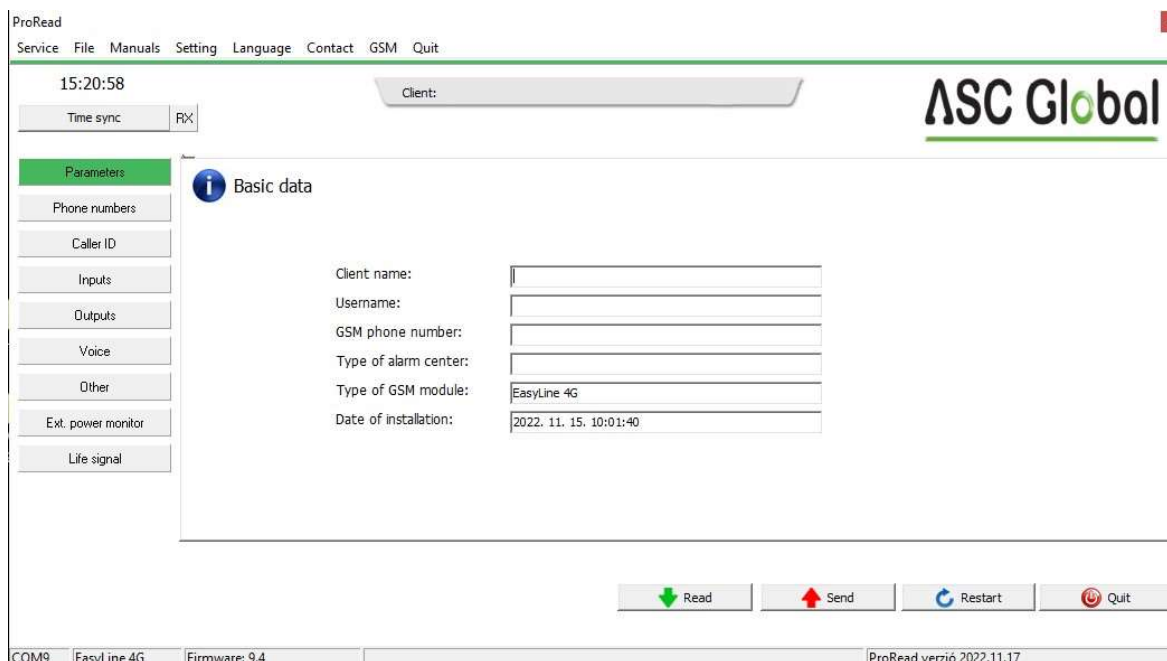 ProRead
Service File Manuals Setting Language Contact GSM Quit
15:20:58
Client:
ASC Global
Time sync RX
Parameters
Basic data
Phone numbers
Caller ID
Client name:
Inputs
Username:
Outputs
GSM phone number:
Voice
Type of alarm center:
Other
Type of GSM module: EasyLine 4G
Ext. power monitor
Date of installation: 2022. 11. 15. 10:01:40
Life signal
Read Send Restart Quit
COM9 EasyLine 4G Firmware: 9.4 ProRead verzió 2022.11.17